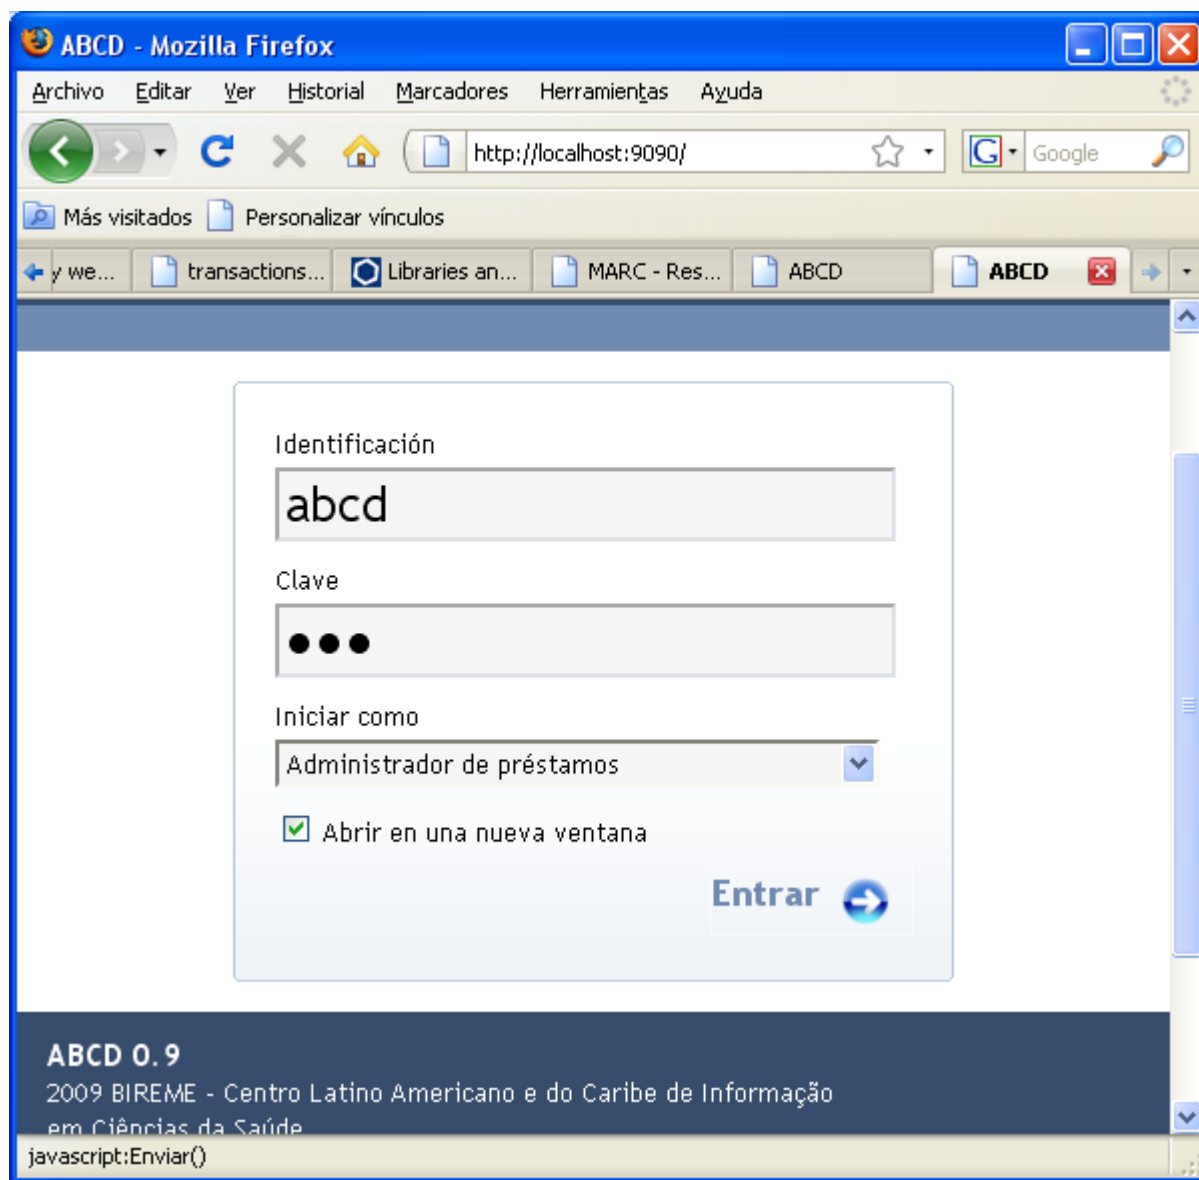 ABCD - Mozilla Firefox
Archivo Editar Ver Historial Marcadores Herramientas Ayuda
http://localhost:9090/ G Google
Más visitados Personalizar vínculos
y we... transactions... Libraries an... MARC - Res... ABCD ABCD
Identificación
abcd
Clave
Iniciar como
Administrador de préstamos
Abrir en una nueva ventana
Entrar
ABCD 0.9
2009 BIREME - Centro Latino Americano e do Caribe de Informação
em Ciências da Saúde
javascript:Enviar()